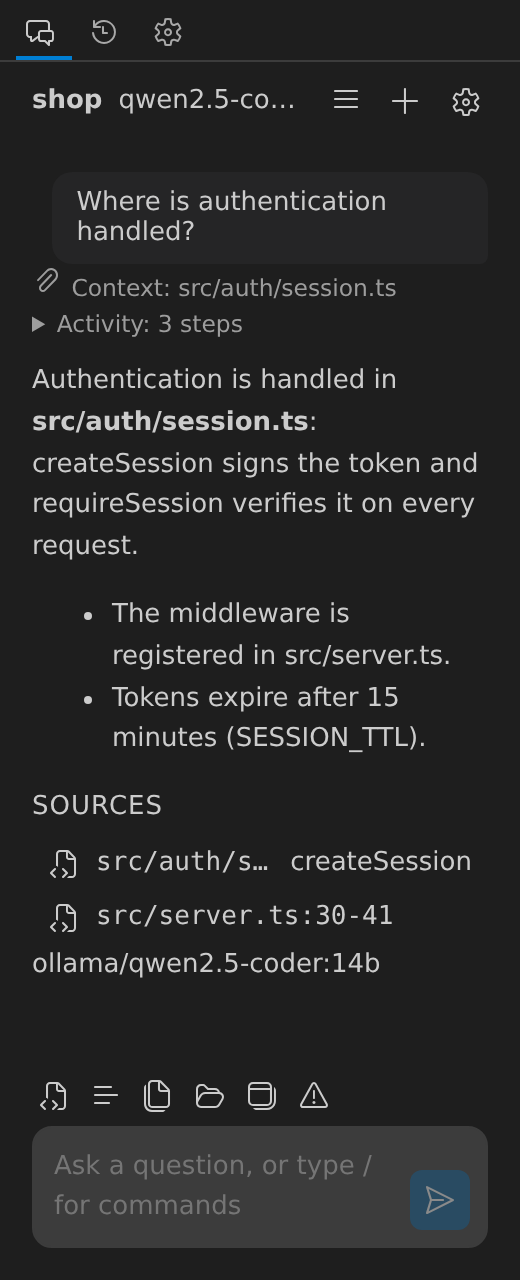 shop qwen2.5-co…
Where is authentication
handled?
Context: src/auth/session.ts
Activity: 3 steps
Authentication is handled in
src/auth/session.ts:
createSession signs the token and
requireSession verifies it on every
request.
• The middleware is
registered in src/server.ts.
• Tokens expire after 15
minutes (SESSION_TTL).
SOURCES
src/auth/s… createSession
src/server.ts:30-41
ollama/qwen2.5-coder:14b
Ask a question, or type /
for commands